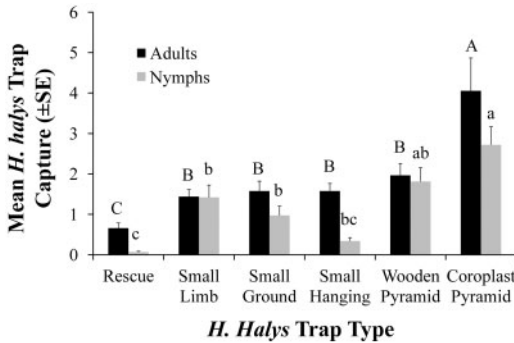 Mean H. halys Trap
Capture (±SE)
6
5
4
3
2
1
0
Adults
Nymphs
C
c
B
b
B
b
B
bc
B
ab
A
a
Rescue
Small
Limb
Small
Ground
Small
Hanging
Wooden
Pyramid
Coroplast
Pyramid
H. Halys Trap Type